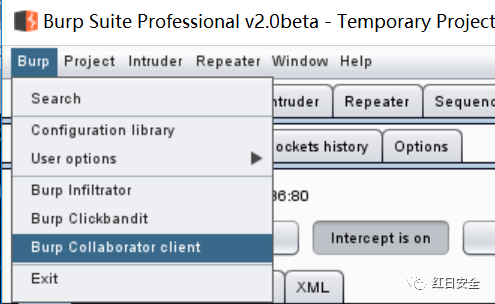 Burp Suite Professional v2.0beta - Temporary Project
Burp Project Intruder Repeater Window Help
Search
ntruder Repeater Sequenc
Configuration library
User options
ockets history Options
Burp Infiltrator
36:80
Burp Clickbandit
Burp Collaborator client
Intercept is on
Exit
XML
红日安全